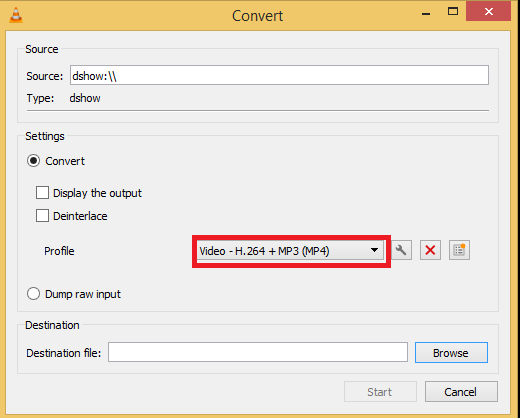 Convert
Source
Source: dshow:\\
Type: dshow
Settings
Convert
Display the output
Deinterlace
Profile Video - H.264 + MP3 (MP4)
Dump raw input
Destination
Destination file: Browse
Start Cancel